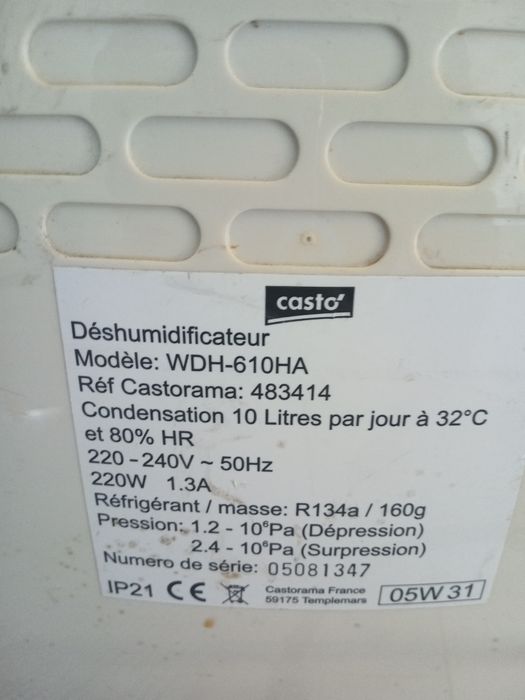 casto'
Déshumidificateur
Modèle: WDH-610HA
Réf Castorama: 483414
Condensation 10 Litres par jour à 32°C
et 80% HR
220-240V ~ 50Hz
220W 1.3A
Réfrigérant / masse: R134a / 160g
Pression: 1.2 - 10⁶Pa (Dépression)
2.4 - 10⁶Pa (Surpression)
Numero de série: 05081347
IP21 CE Castorama France
59175 Templemars
05W 31